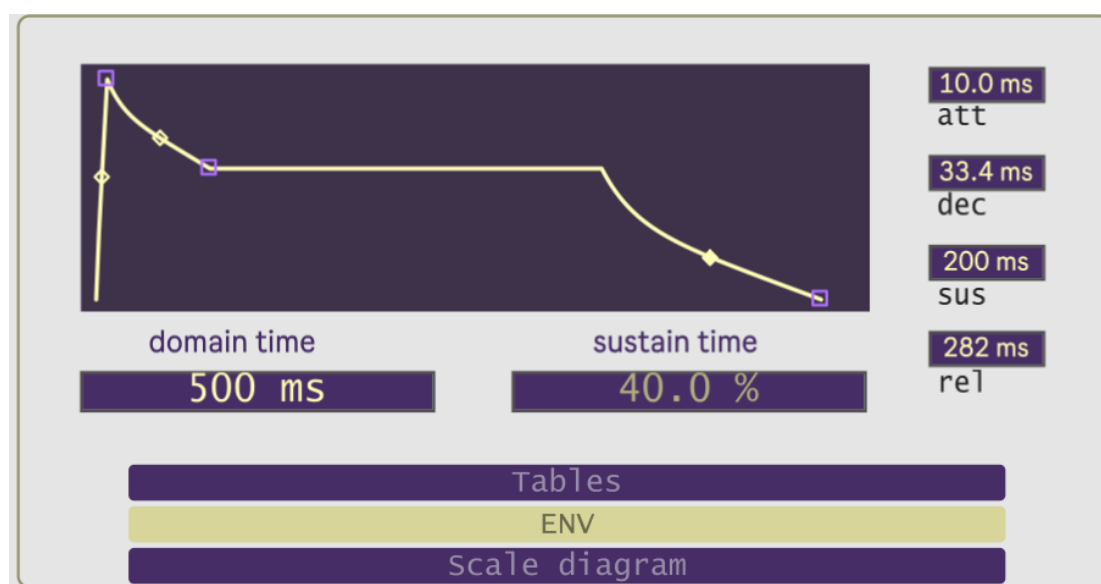 10.0 ms
att
33.4 ms
dec
200 ms
sus
282 ms
rel
domain time
sustain time
500 ms
40.0 %
Tables
ENV
Scale diagram